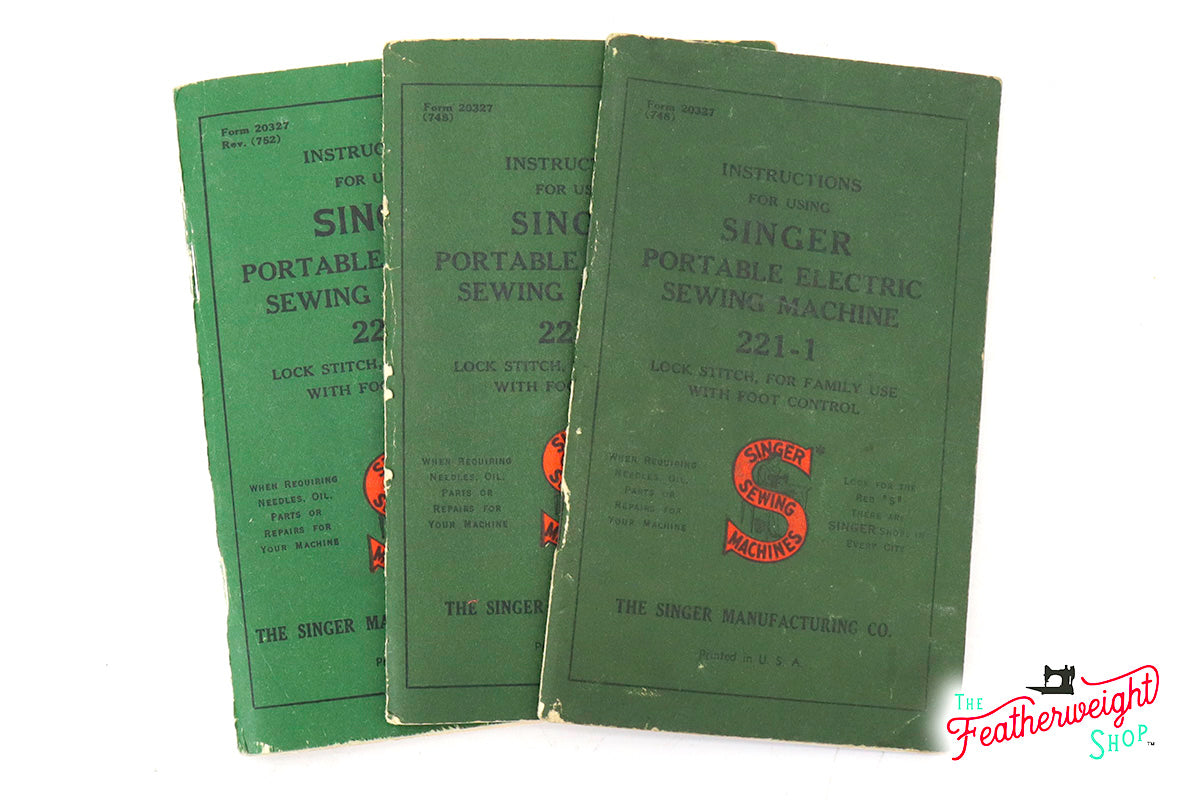 Form 20327
Rev. (752)
INSTRUC
FOR U
SING
PORTABLE
SEWING
22
LOCK STITCH,
WITH FOO
WHEN REQUIRING
NEEDLES, OIL,
PARTS OR
REPAIRS FOR
YOUR MACHINE
THE SINGER MA
P
Form 20327
(748)
INSTRUC
FOR US
SING
PORTABLE
SEWING
22
LOCK STITCH,
WITH FOO
WHEN REQUIRING
NEEDLES, OIL,
PARTS OR
REPAIRS FOR
YOUR MACHINE
THE SINGER
P
Form 20327
(748)
INSTRUCTIONS
FOR USING
SINGER
PORTABLE ELECTRIC
SEWING MACHINE
221-1
LOCK STITCH, FOR FAMILY USE
WITH FOOT CONTROL
WHEN REQUIRING
NEEDLES, OIL,
PARTS OR
REPAIRS FOR
YOUR MACHINE
SINGER
SEWING
MACHINES
*
LOOK FOR THE
RED "S"
THERE ARE
SINGER SHOPS IN
EVERY CITY
THE SINGER MANUFACTURING CO.
Printed in U. S. A.
THE
Featherweight
SHOP™